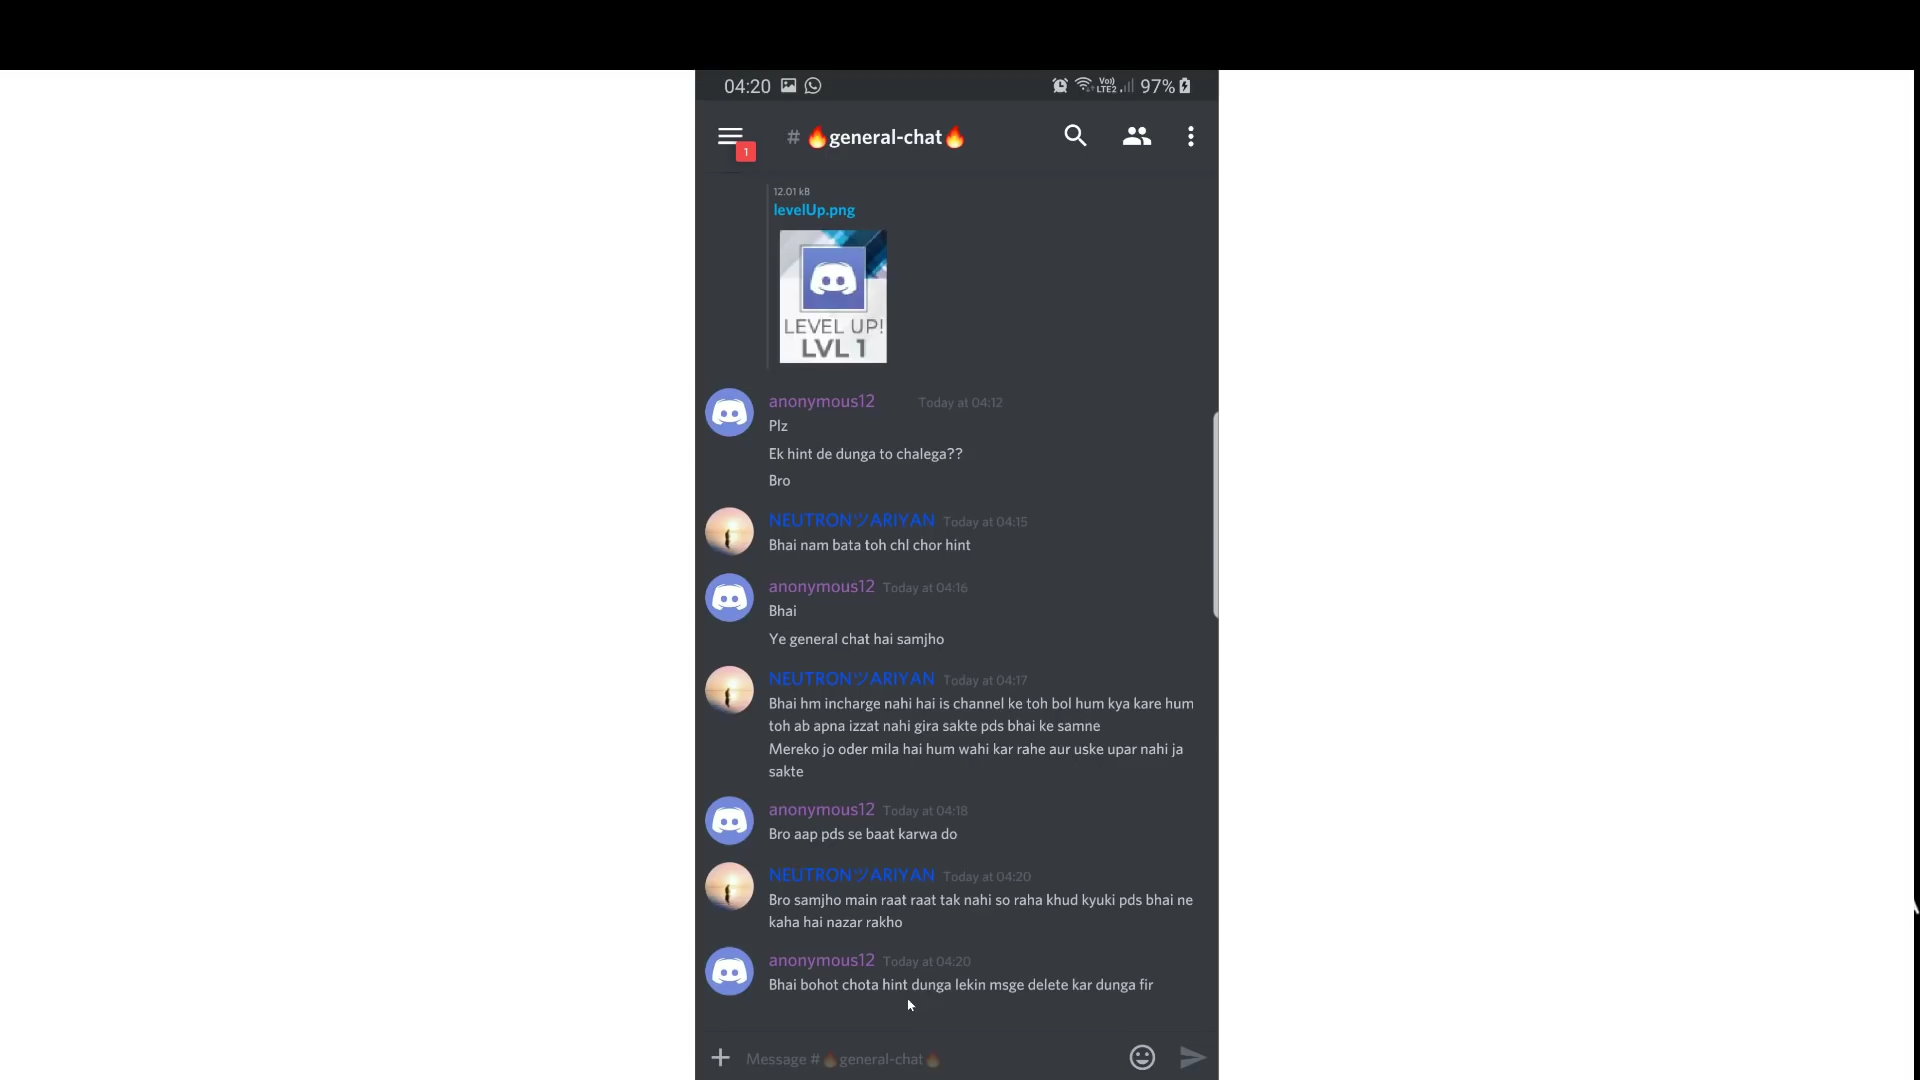 04:20 Vo)) LTE2 97%
1 # 🔥general-chat🔥
12.01 kB
levelUp.png
LEVEL UP!
LVL 1
anonymous12 Today at 04:12
Plz
Ek hint de dunga to chalega??
Bro
NEUTRONツARIYAN Today at 04:15
Bhai nam bata toh chl chor hint
anonymous12 Today at 04:16
Bhai
Ye general chat hai samjho
NEUTRONツARIYAN Today at 04:17
Bhai hm incharge nahi hai is channel ke toh bol hum kya kare hum
toh ab apna izzat nahi gira sakte pds bhai ke samne
Mereko jo oder mila hai hum wahi kar rahe aur uske upar nahi ja
sakte
anonymous12 Today at 04:18
Bro aap pds se baat karwa do
NEUTRONツARIYAN Today at 04:20
Bro samjho main raat raat tak nahi so raha khud kyuki pds bhai ne
kaha hai nazar rakho
anonymous12 Today at 04:20
Bhai bohot chota hint dunga lekin msge delete kar dunga fir
Message #🔥general-chat🔥